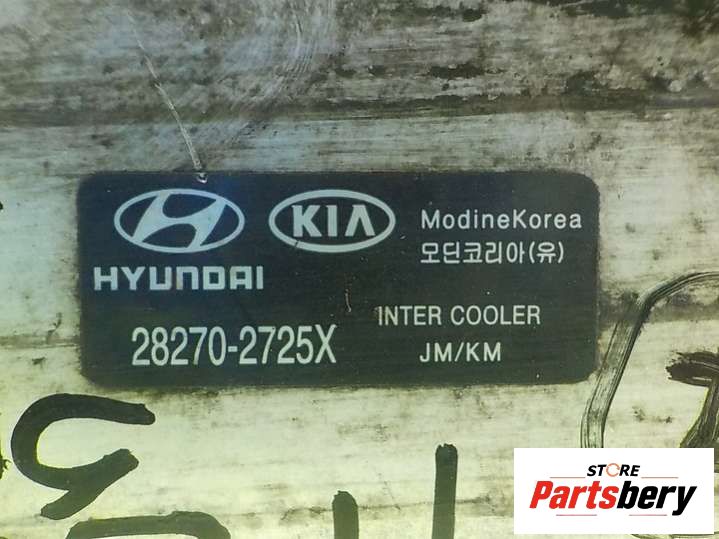 HYUNDAI
KIA
ModineKorea
모딘코리아(유)
28270-2725X
INTER COOLER
JM/KM
STORE
Partsbery